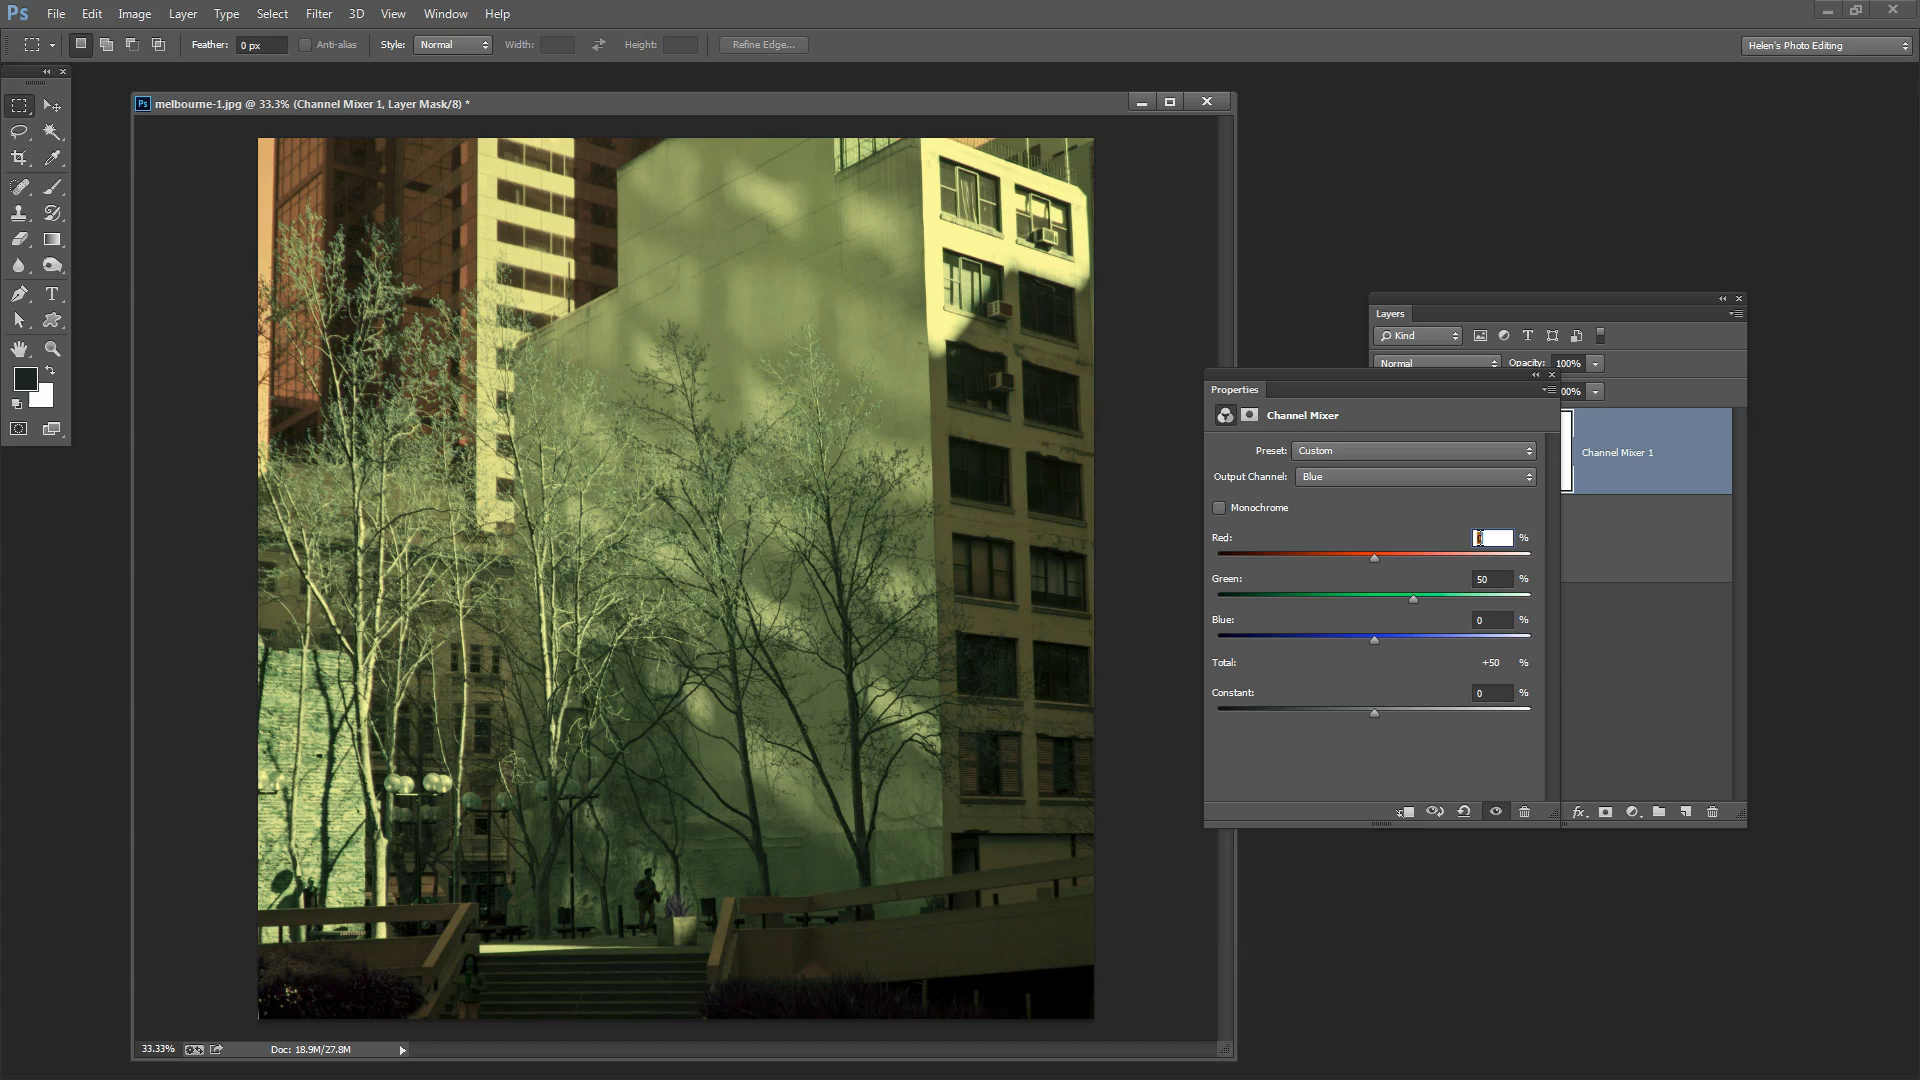 Ps File Edit Image Layer Type Select Filter 3D View Window Help
Feather: 0 px Anti-alias Style: Normal Width: Height: Refine Edge... Helen's Photo Editing
Ps melbourne-1.jpg @ 33.3% (Channel Mixer 1, Layer Mask/8) *
Layers
Kind
Normal Opacity: 100%
00%
Properties
Channel Mixer
Preset: Custom
Output Channel: Blue
Channel Mixer 1
Monochrome
Red: %
Green: 50 %
Blue: 0 %
Total: +50 %
Constant: 0 %
fx
33.33% Doc: 18.9M/27.8M